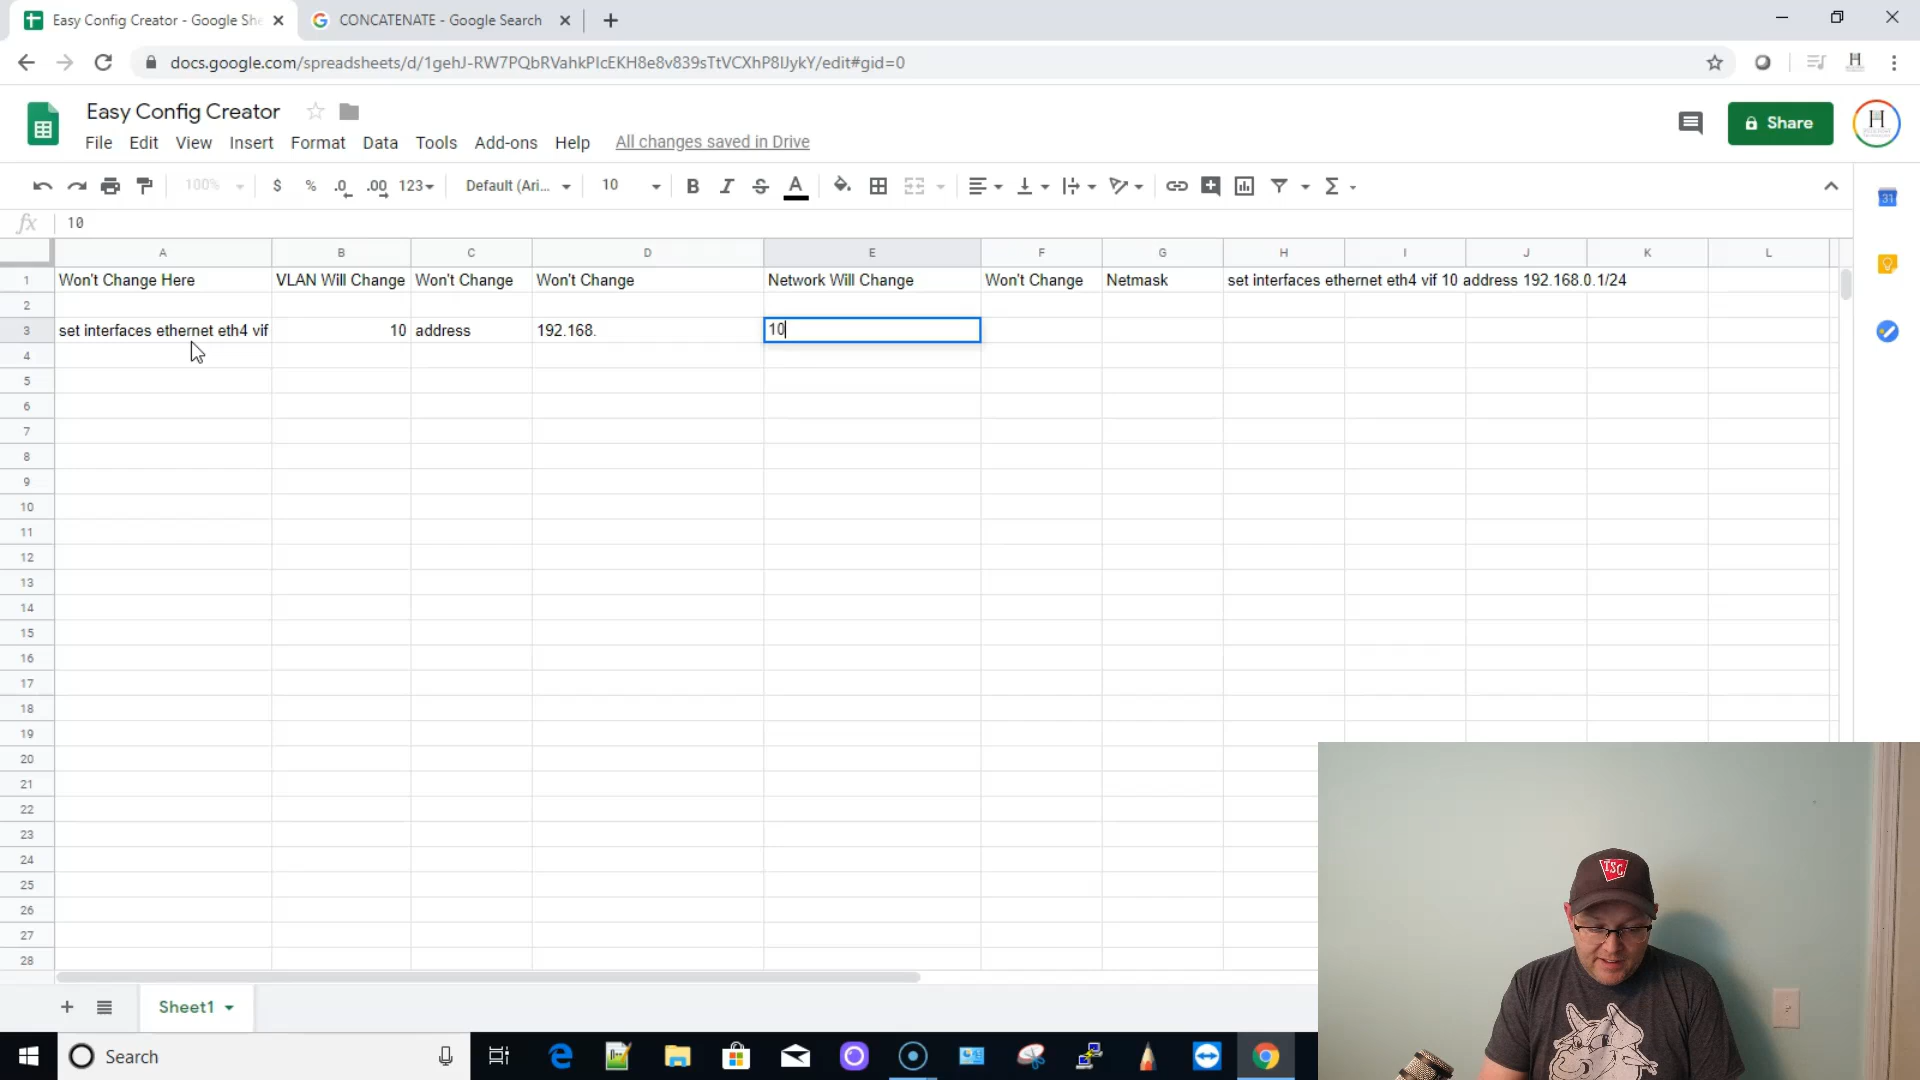 Easy Config Creator - Google She
CONCATENATE - Google Search
docs.google.com/spreadsheets/d/1gehJ-RW7PQbRVahkPIcEKH8e8v839sTtVCXhP8IJykY/edit#gid=0
Easy Config Creator
File Edit View Insert Format Data Tools Add-ons Help All changes saved in Drive
Share
H
100% $ % .0 .00 123 Default (Ari... 10 B I S A
fx 10
31
A B C D E F G H I J K L
1 Won't Change Here VLAN Will Change Won't Change Won't Change Network Will Change Won't Change Netmask set interfaces ethernet eth4 vif 10 address 192.168.0.1/24
2
3 set interfaces ethernet eth4 vif 10 address 192.168. 10
4
5
6
7
8
9
10
11
12
13
14
15
16
17
18
19
20
21
22
23
24
25
26
27
28
TSC
Sheet1
Search